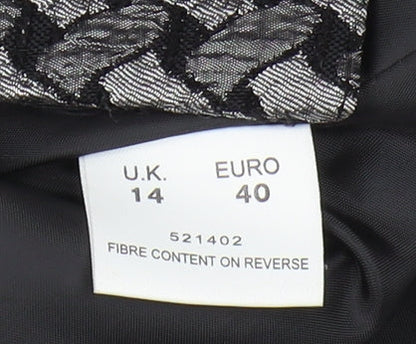 U.K. EURO
14 40
521402
FIBRE CONTENT ON REVERSE